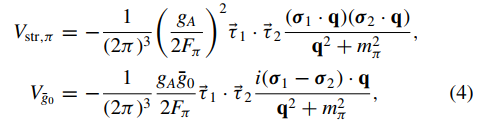 V_{str,π} = −\frac{1}{(2π)^3} \left( \frac{g_A}{2F_π} \right)^2 \vec{τ}_1 · \vec{τ}_2 \frac{(σ_1 · q)(σ_2 · q)}{q^2 + m_π^2},
V_{\bar{g}_0} = −\frac{1}{(2π)^3} \frac{g_A \bar{g}_0}{2F_π} \vec{τ}_1 · \vec{τ}_2 \frac{i(σ_1 − σ_2) · q}{q^2 + m_π^2}, (4)